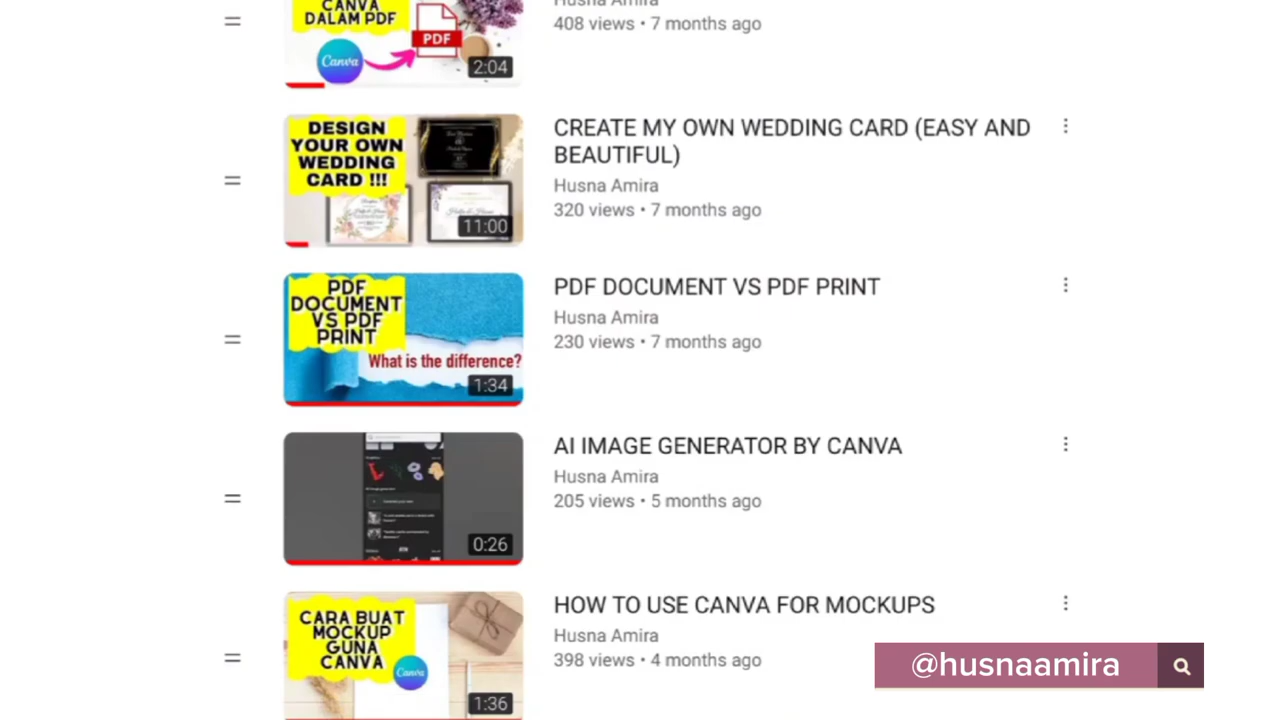 CANVA
DALAM PDF
Canva
PDF
2:04
408 views • 7 months ago
DESIGN
YOUR OWN
WEDDING
CARD !!!
11:00
CREATE MY OWN WEDDING CARD (EASY AND
BEAUTIFUL)
Husna Amira
320 views • 7 months ago
PDF
DOCUMENT
VS PDF
PRINT
What is the difference?
1:34
PDF DOCUMENT VS PDF PRINT
Husna Amira
230 views • 7 months ago
0:26
AI IMAGE GENERATOR BY CANVA
Husna Amira
205 views • 5 months ago
CARA BUAT
MOCKUP
GUNA
CANVA
Canva
1:36
HOW TO USE CANVA FOR MOCKUPS
Husna Amira
398 views • 4 months ago
@husnaamira